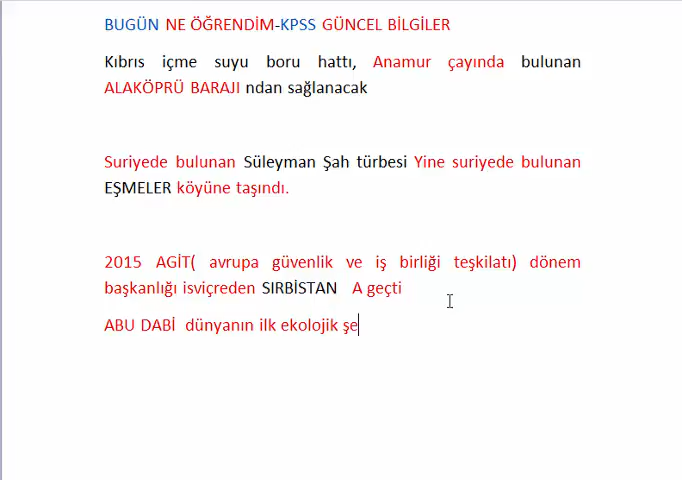 BUGÜN NE ÖĞRENDİM-KPSS GÜNCEL BİLGİLER
Kıbrıs içme suyu boru hattı, Anamur çayında bulunan
ALAKÖPRÜ BARAJI ndan sağlanacak
Suriyede bulunan Süleyman Şah türbesi Yine suriyede bulunan
EŞMELER köyüne taşındı.
2015 AGİT( avrupa güvenlik ve iş birliği teşkilatı) dönem
başkanlığı isviçreden SIRBİSTAN A geçti
ABU DABİ dünyanın ilk ekolojik şe